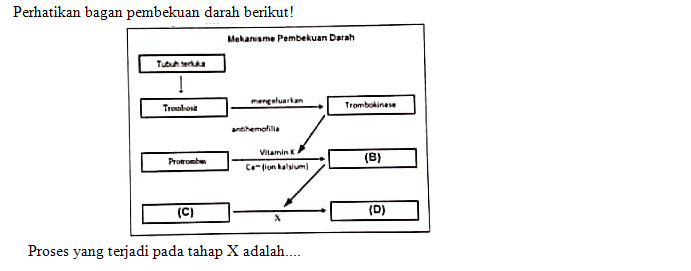 Perhatikan bagan pembekuan darah berikut!
Mekanisme Pembekuan Darah
Tubuh terluka
Trombosit
mengeluarkan
Trombokinase
antihemofilia
Protrombin
Vitamin K
Ca⁺⁺ (ion kalsium)
(B)
(C)
X
(D)
Proses yang terjadi pada tahap X adalah....